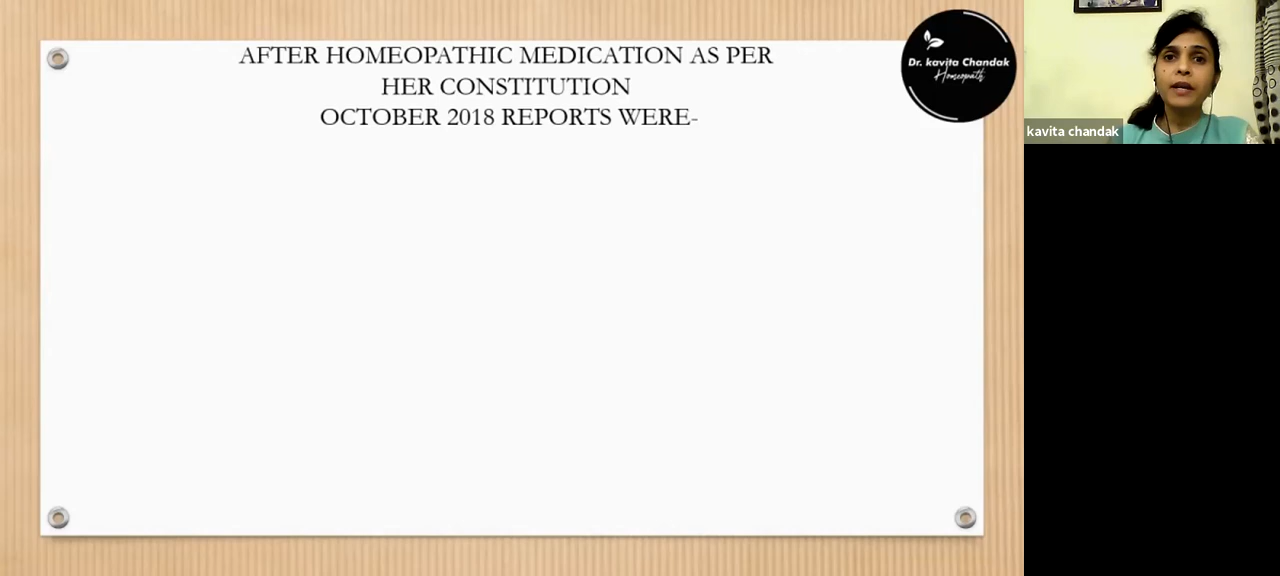 AFTER HOMEOPATHIC MEDICATION AS PER
HER CONSTITUTION
OCTOBER 2018 REPORTS WERE-
Dr. kavita Chandak
Homeopath
kavita chandak